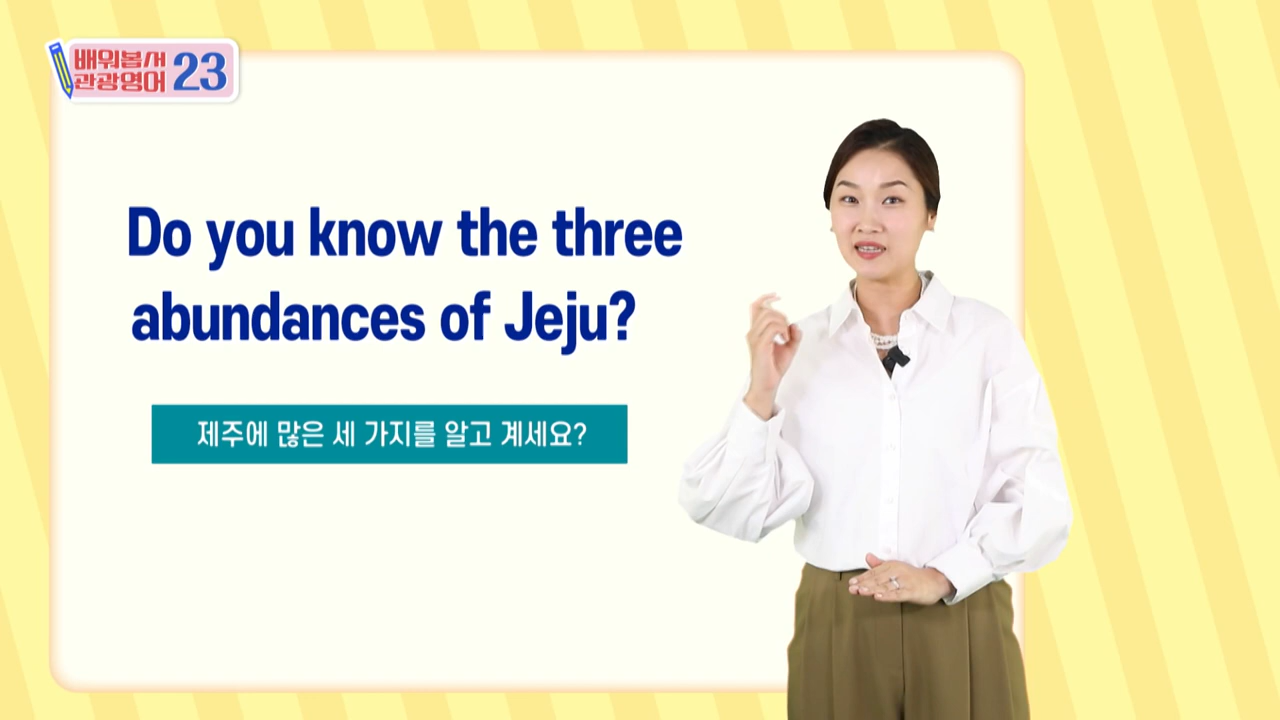 배워봅서
관광영어 23
Do you know the three
abundances of Jeju?
제주에 많은 세 가지를 알고 계세요?